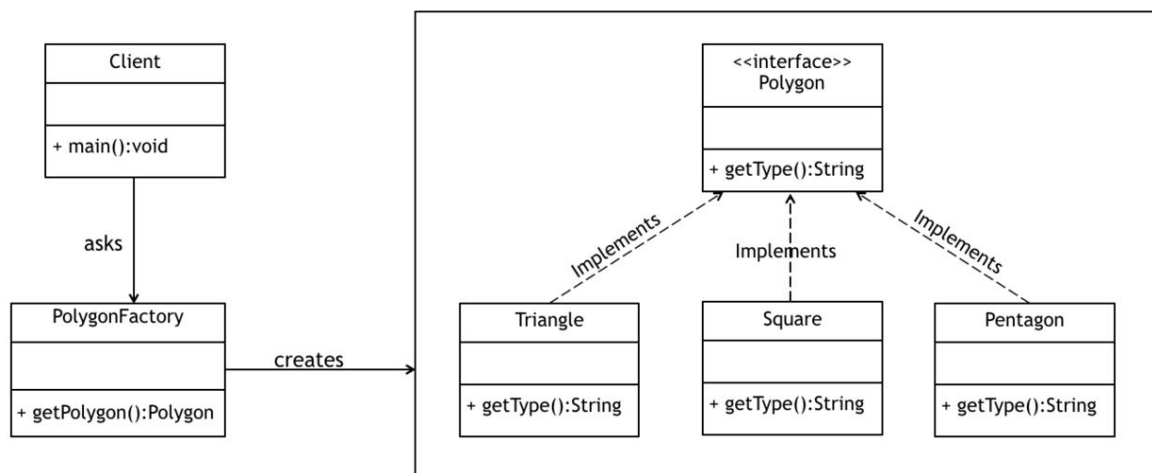 Client
+ main():void
asks
PolygonFactory
+ getPolygon():Polygon
creates
<<interface>>
Polygon
+ getType():String
Implements
Implements
Implements
Triangle
+ getType():String
Square
+ getType():String
Pentagon
+ getType():String